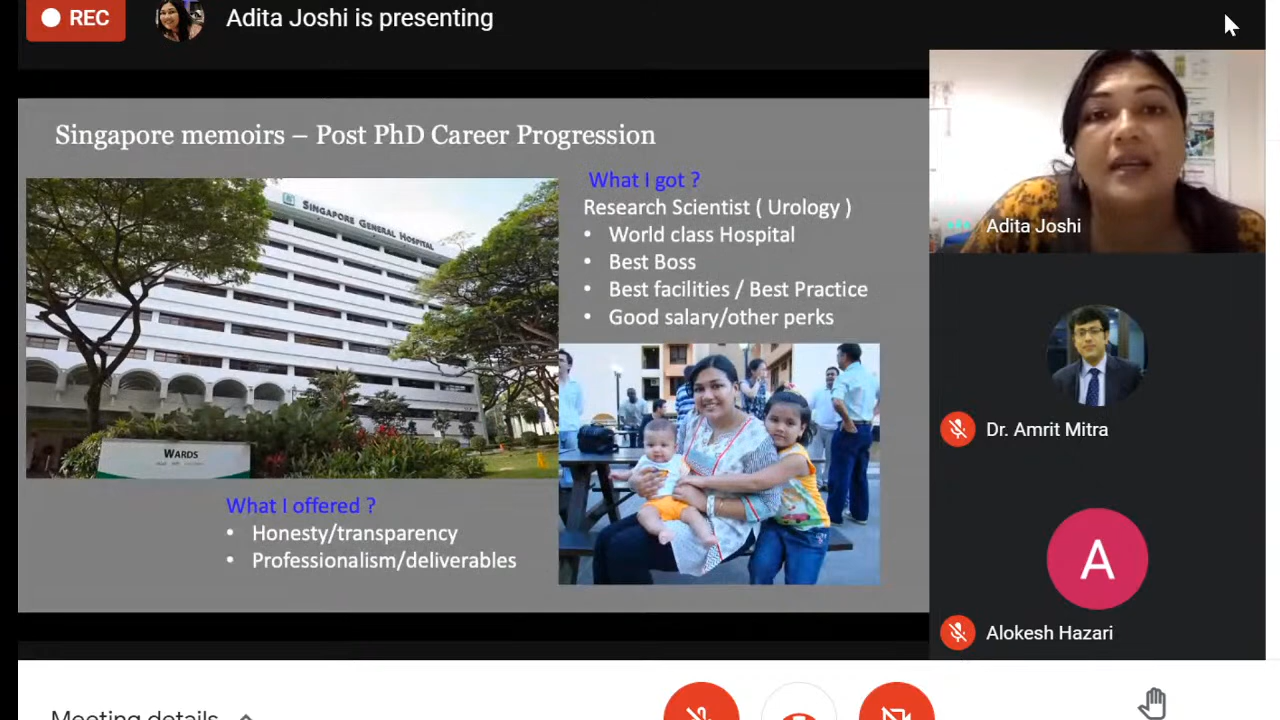 REC
Adita Joshi is presenting
Singapore memoirs – Post PhD Career Progression
SINGAPORE GENERAL HOSPITAL
WARDS
What I got ?
Research Scientist ( Urology )
• World class Hospital
• Best Boss
• Best facilities / Best Practice
• Good salary/other perks
What I offered ?
• Honesty/transparency
• Professionalism/deliverables
Adita Joshi
Dr. Amrit Mitra
A
Alokesh Hazari
Meeting details